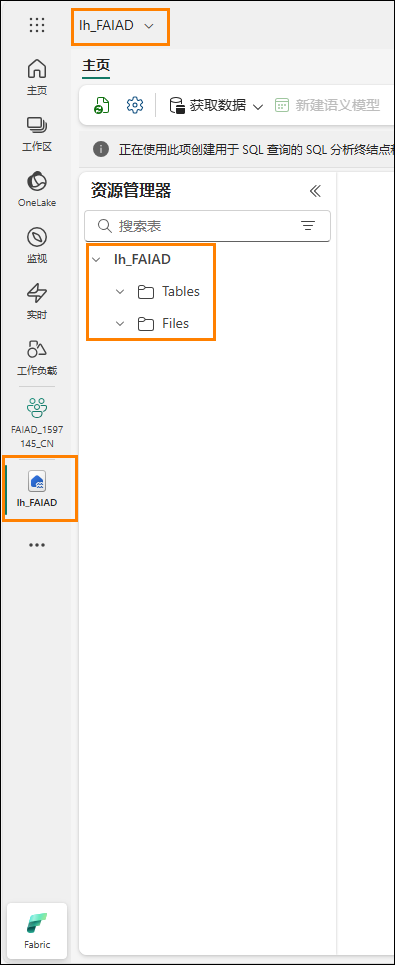 lh_FAIAD
主页
工作区
OneLake
监视
实时
工作负载
FAIAD_1597
145_CN
lh_FAIAD
Fabric
主页
获取数据
新建语义模型
正在使用此项创建用于 SQL 查询的 SQL 分析终结点
资源管理器
搜索表
lh_FAIAD
Tables
Files